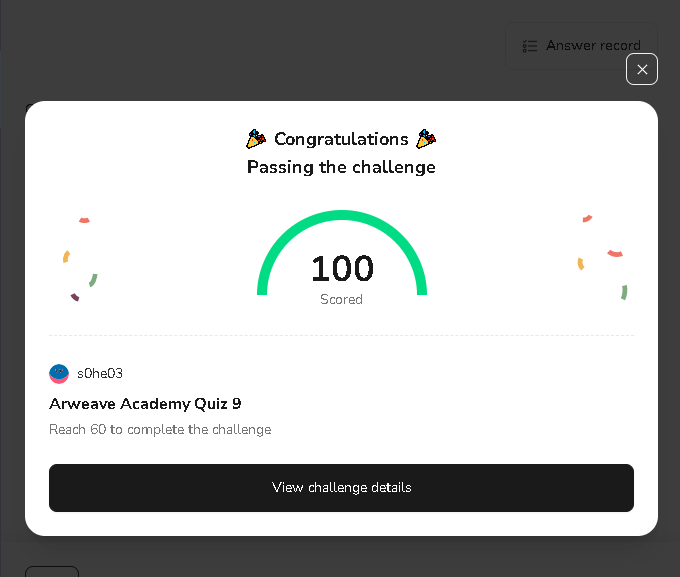 Answer record
Congratulations
Passing the challenge
100
Scored
s0he03
Arweave Academy Quiz 9
Reach 60 to complete the challenge
View challenge details